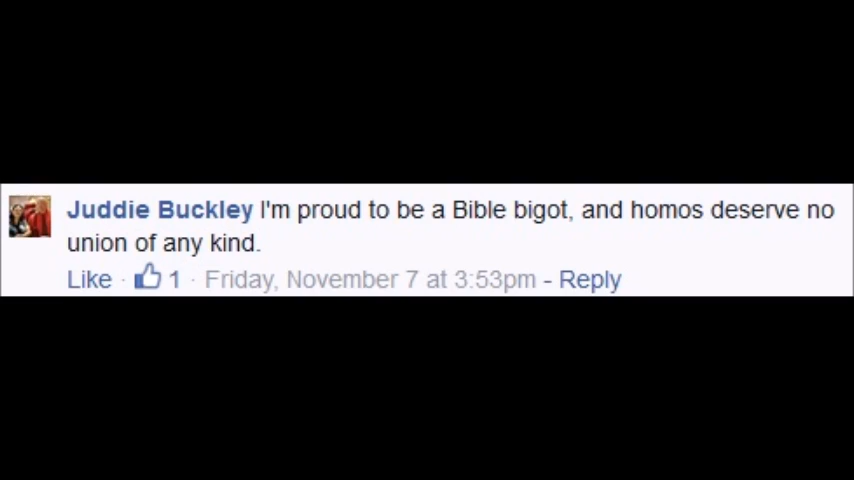 Juddie Buckley I'm proud to be a Bible bigot, and homos deserve no
union of any kind.
Like · 1 · Friday, November 7 at 3:53pm - Reply